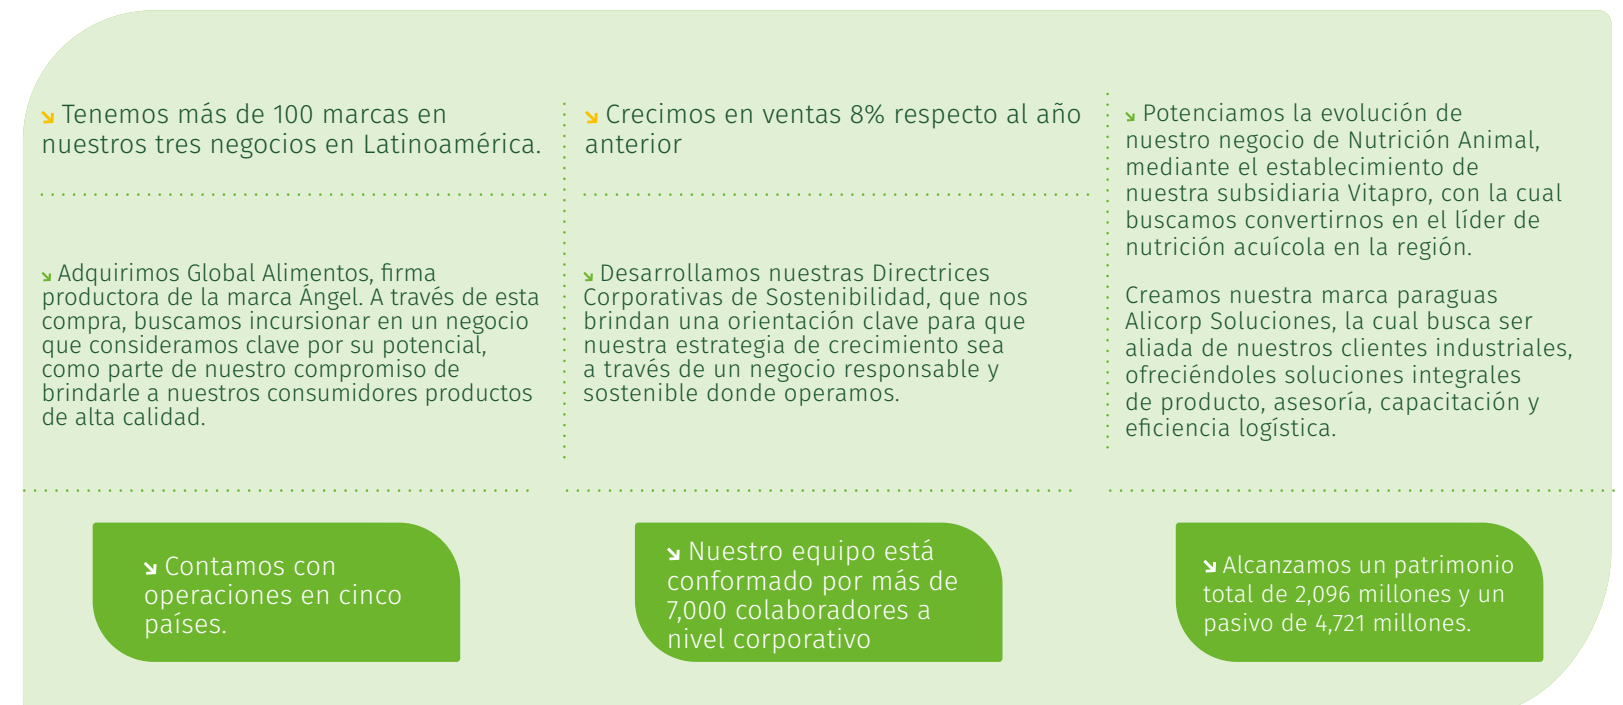 Tenemos más de 100 marcas en
nuestros tres negocios en Latinoamérica.
Adquirimos Global Alimentos, firma
productora de la marca Ángel. A través de esta
compra, buscamos incursionar en un negocio
que consideramos clave por su potencial,
como parte de nuestro compromiso de
brindarle a nuestros consumidores productos
de alta calidad.
Crecimos en ventas 8% respecto al año
anterior
Desarrollamos nuestras Directrices
Corporativas de Sostenibilidad, que nos
brindan una orientación clave para que
nuestra estrategia de crecimiento sea
a través de un negocio responsable y
sostenible donde operamos.
Potenciamos la evolución de
nuestro negocio de Nutrición Animal,
mediante el establecimiento de
nuestra subsidiaria Vitapro, con la cual
buscamos convertirnos en el líder de
nutrición acuícola en la región.
Creamos nuestra marca paraguas
Alicorp Soluciones, la cual busca ser
aliada de nuestros clientes industriales,
ofreciéndoles soluciones integrales
de producto, asesoría, capacitación y
eficiencia logística.
Contamos con
operaciones en cinco
países.
Nuestro equipo está
conformado por más de
7,000 colaboradores a
nivel corporativo
Alcanzamos un patrimonio
total de 2,096 millones y un
pasivo de 4,721 millones.